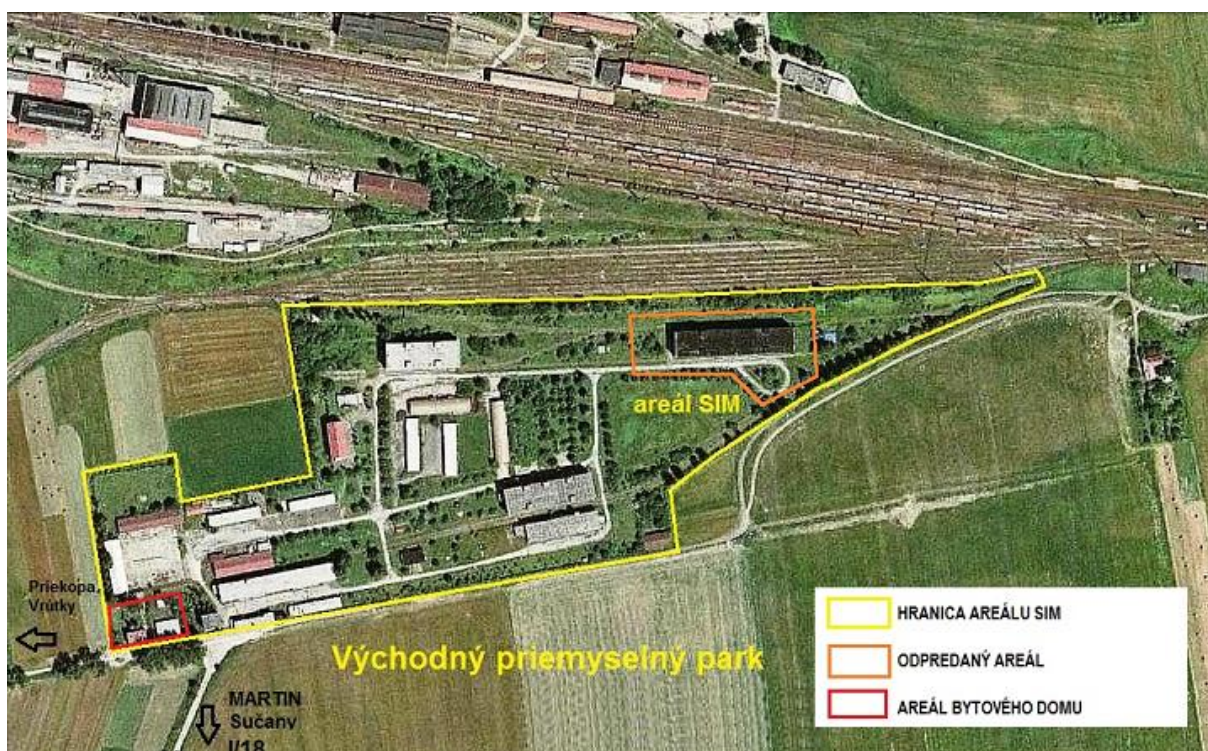 areál SIM
Priekopa,
Vrútky
Východný priemyselný park
MARTIN
Sučany
I/18
HRANICA AREÁLU SIM
ODPREDANÝ AREÁL
AREÁL BYTOVÉHO DOMU